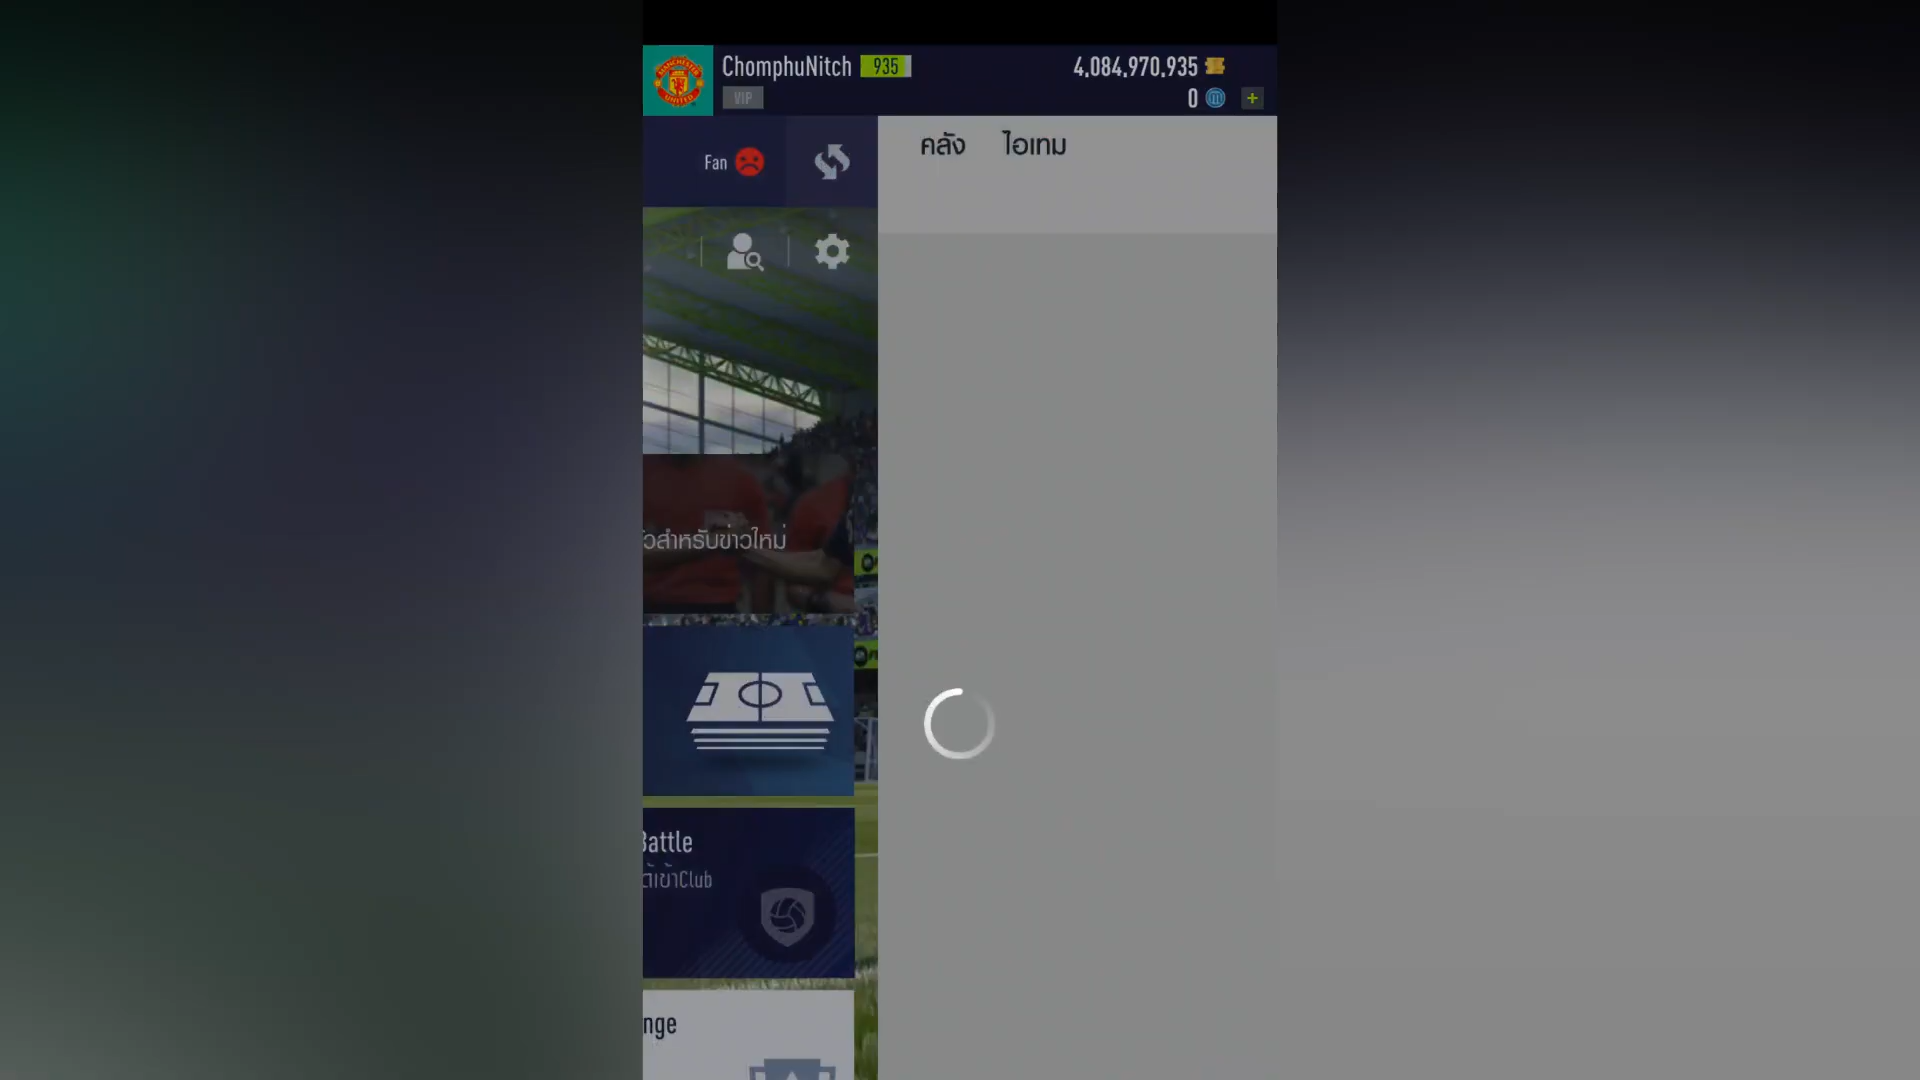 ChomphuNitch 935
4,084,970,935
VIP
0
Fan
คลัง ไอเทม
วสำหรับข่าวใหม่
Battle
Club
nge